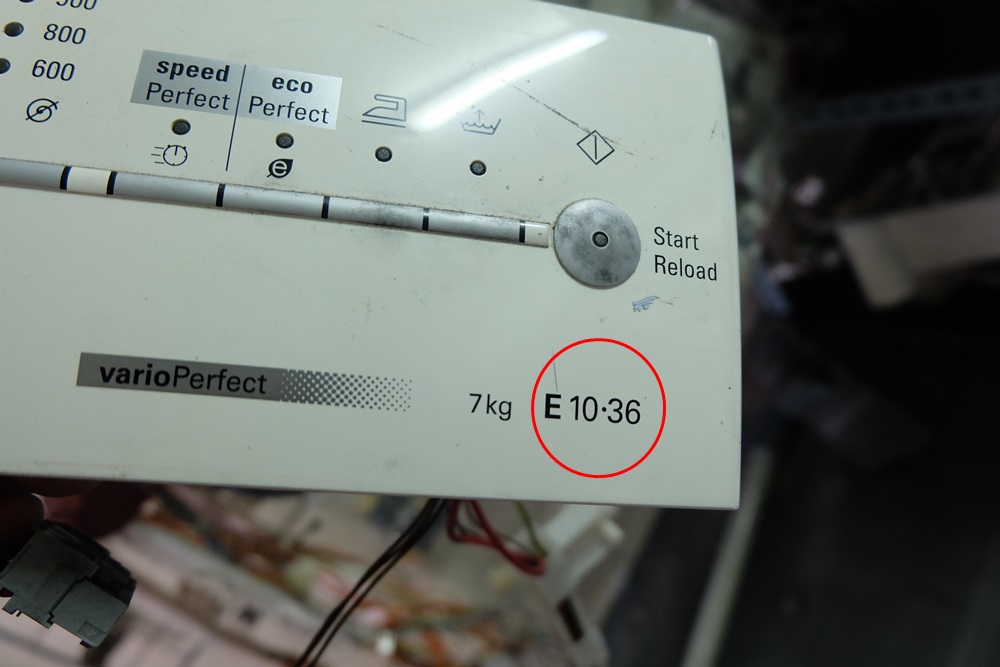 800
600
speed
Perfect
eco
Perfect
e
Start
Reload
varioPerfect
7kg
E 10·36